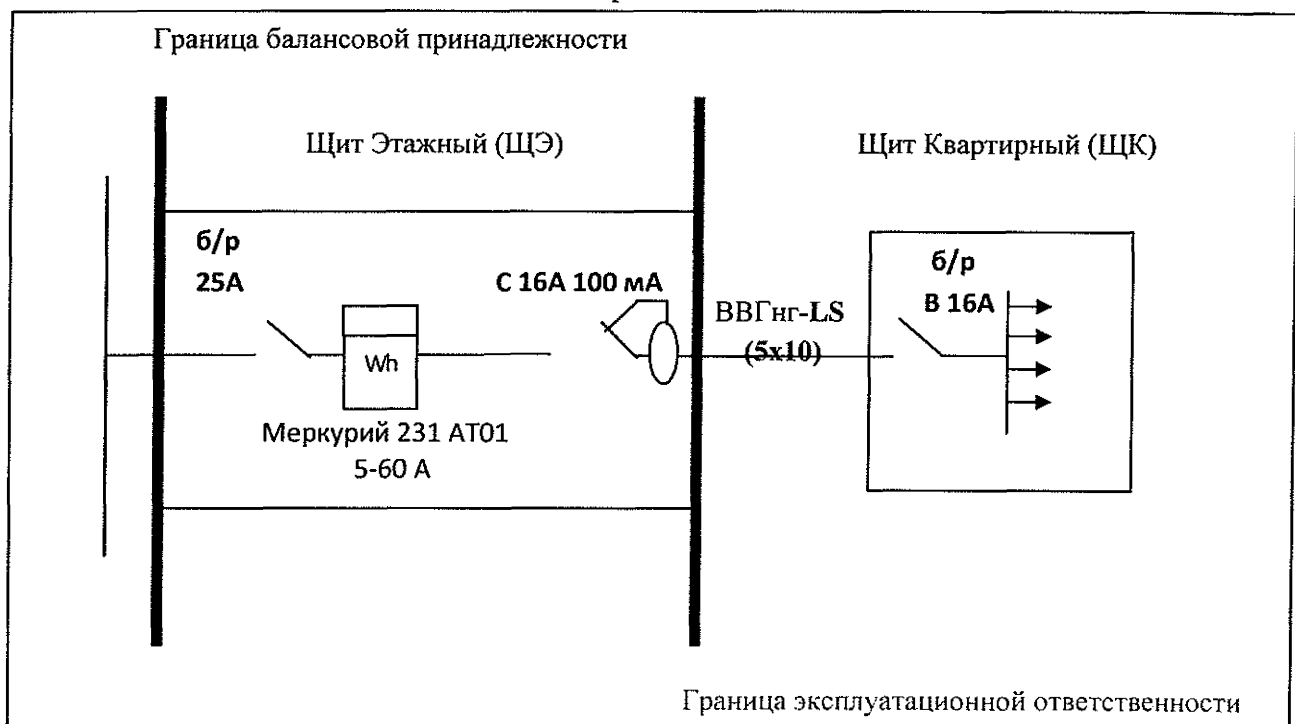 Граница балансовой принадлежности
Щит Этажный (ЩЭ)
Щит Квартирный (ЩК)
б/р
25А
С 16А 100 мА
ВВГнг-LS
(5х10)
б/р
В 16А
Wh
Меркурий 231 АТ01
5-60 А
Граница эксплуатационной ответственности